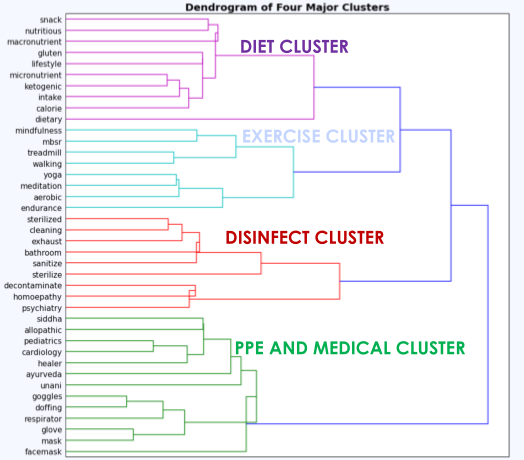 Dendrogram of Four Major Clusters
snack
nutritious
macronutrient
gluten
lifestyle
micronutrient
ketogenic
intake
calorie
dietary
mindfulness
mbsr
treadmill
walking
yoga
meditation
aerobic
endurance
sterilized
cleaning
exhaust
bathroom
sanitize
sterilize
decontaminate
homoepathy
psychiatry
siddha
allopathic
pediatrics
cardiology
healer
ayurveda
unani
goggles
doffing
respirator
glove
mask
facemask
DIET CLUSTER
EXERCISE CLUSTER
DISINFECT CLUSTER
PPE AND MEDICAL CLUSTER